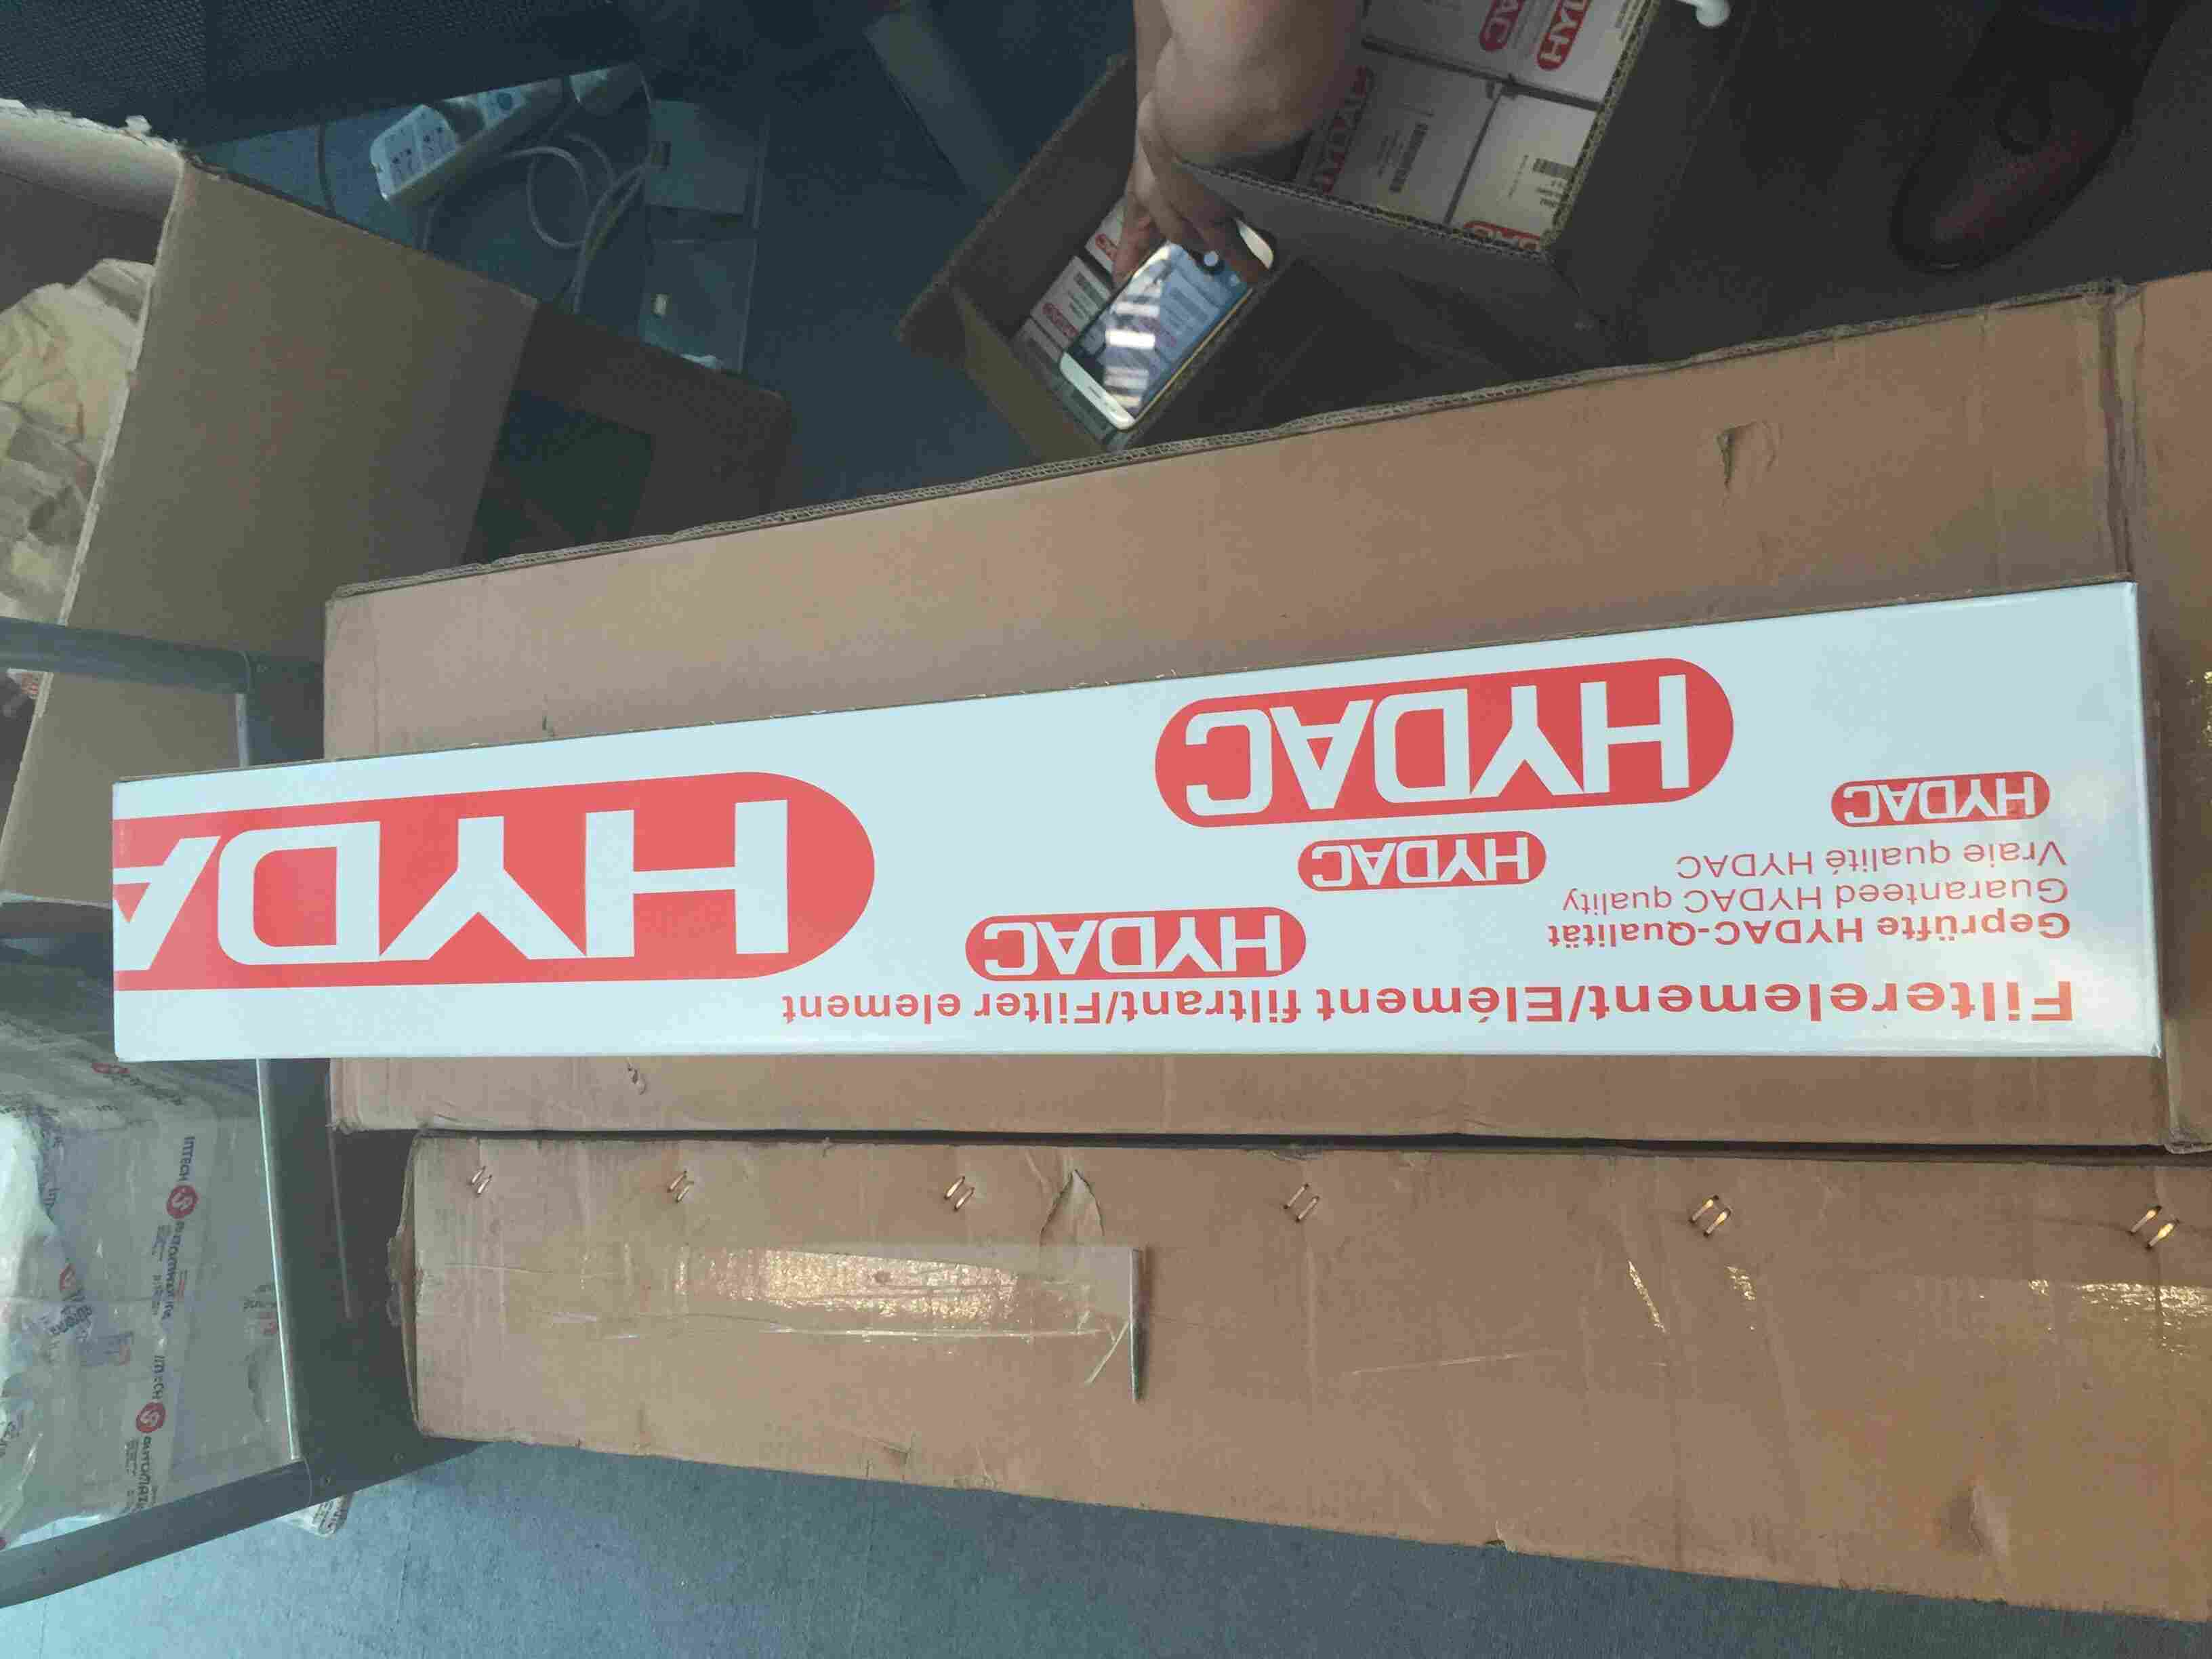 Filterelement/Elément filtrant/Filter element
Geprüfte HYDAC-Qualität
Guaranteed HYDAC quality
Vraie qualité HYDAC
HYDAC
HYDAC
HYDAC
HYDAC
HYDA
HYDAC